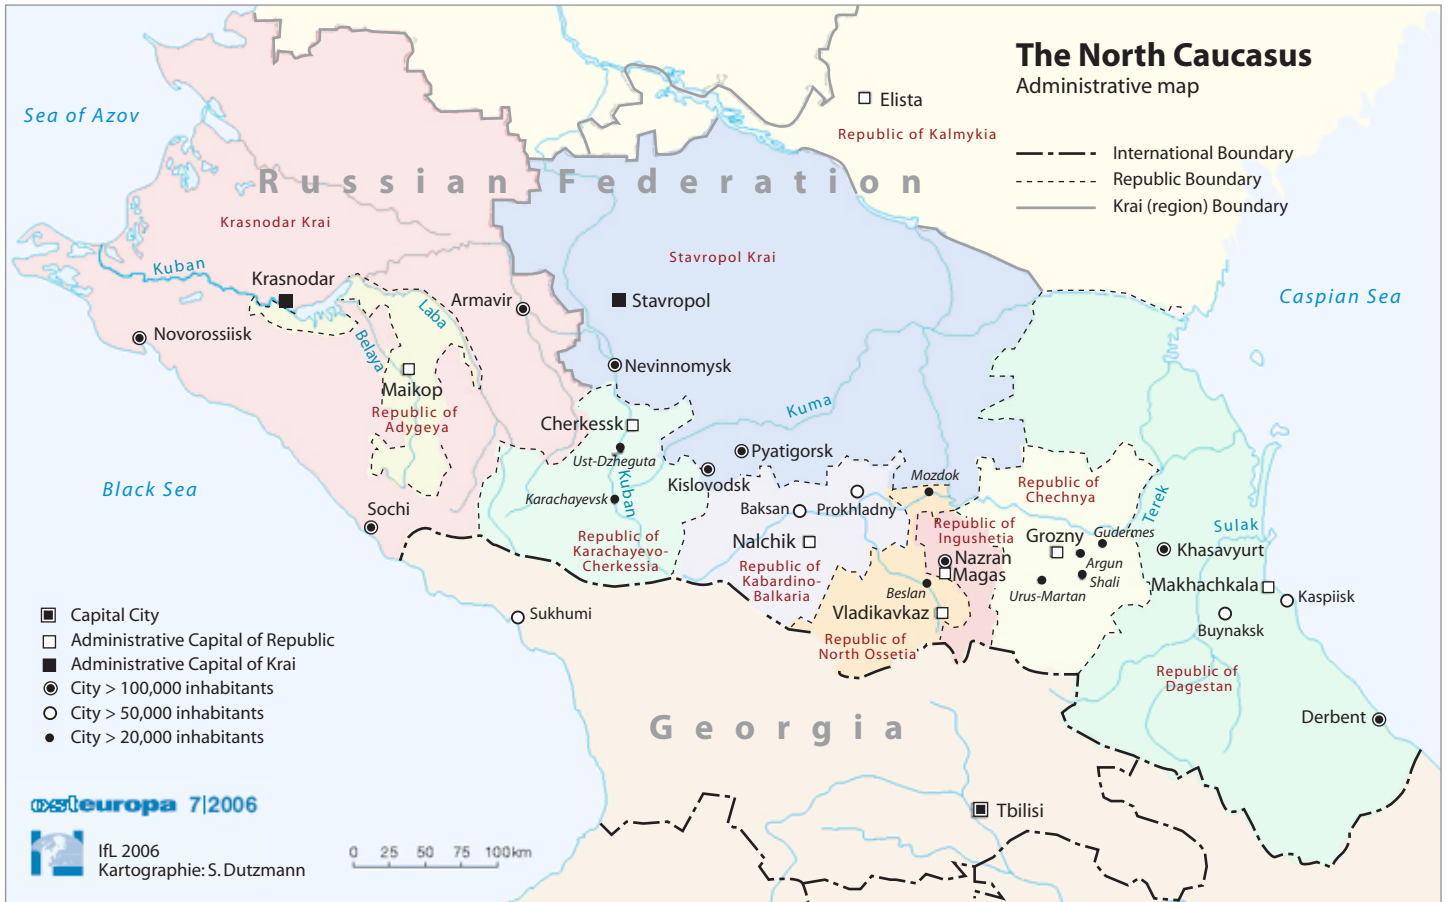 The North Caucasus
Administrative map
International Boundary
Republic Boundary
Krai (region) Boundary
Sea of Azov
Elista
Republic of Kalmykia
Russian Federation
Krasnodar Krai
Stavropol Krai
Kuban
Krasnodar
Armavir
Stavropol
Caspian Sea
Laba
Novorossiisk
Belaya
Nevinnomysk
Maikop
Republic of
Adygeya
Kuma
Cherkessk
Ust-Dzheguta
Pyatigorsk
Kislovodsk
Mozdok
Black Sea
Karachayevsk
Kuban
Baksan
Prokhladny
Republic of
Chechnya
Terek
Sochi
Republic of
Karachayevo-
Cherkessia
Nalchik
Republic of
Kabardino-
Balkaria
Republic of
Ingushetia
Nazran
Magas
Grozny
Gudermes
Argun
Shali
Urus-Martan
Sulak
Khasavyurt
Makhachkala
Kaspiisk
Buynaksk
Beslan
Vladikavkaz
Republic of
North Ossetia
Sukhumi
Republic of
Dagestan
Derbent
Georgia
Tbilisi
Capital City
Administrative Capital of Republic
Administrative Capital of Krai
City > 100,000 inhabitants
City > 50,000 inhabitants
City > 20,000 inhabitants
osteuropa 7|2006
IfL 2006
Kartographie: S. Dutzmann
0 25 50 75 100 km